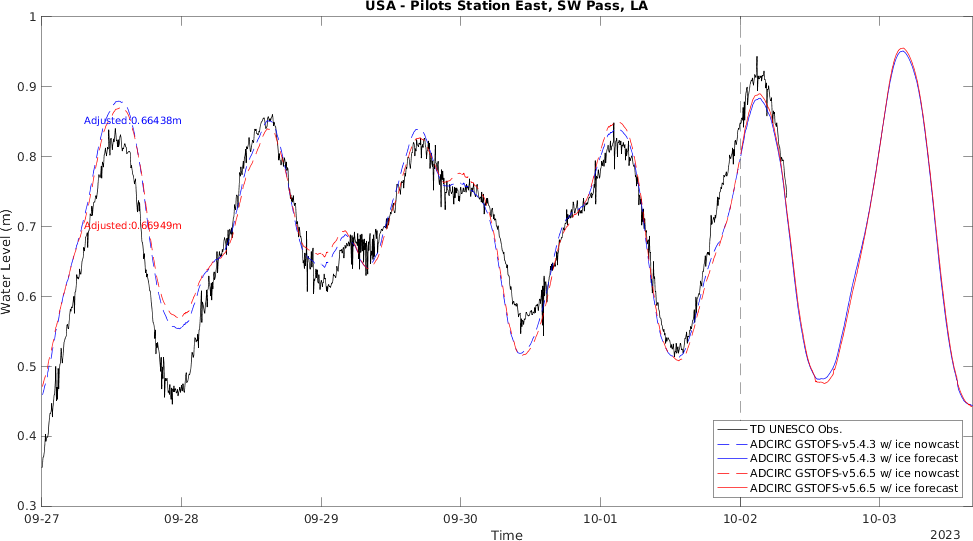 USA - Pilots Station East, SW Pass, LA
1
0.9
Adjusted:0.66438m
0.8
0.7
Adjusted:0.66949m
Water Level (m)
0.6
0.5
0.4
0.3
TD UNESCO Obs.
ADCIRC GSTOFS-v5.4.3 w/ ice nowcast
ADCIRC GSTOFS-v5.4.3 w/ ice forecast
ADCIRC GSTOFS-v5.6.5 w/ ice nowcast
ADCIRC GSTOFS-v5.6.5 w/ ice forecast
09-27 09-28 09-29 09-30 10-01 10-02 10-03
Time
2023